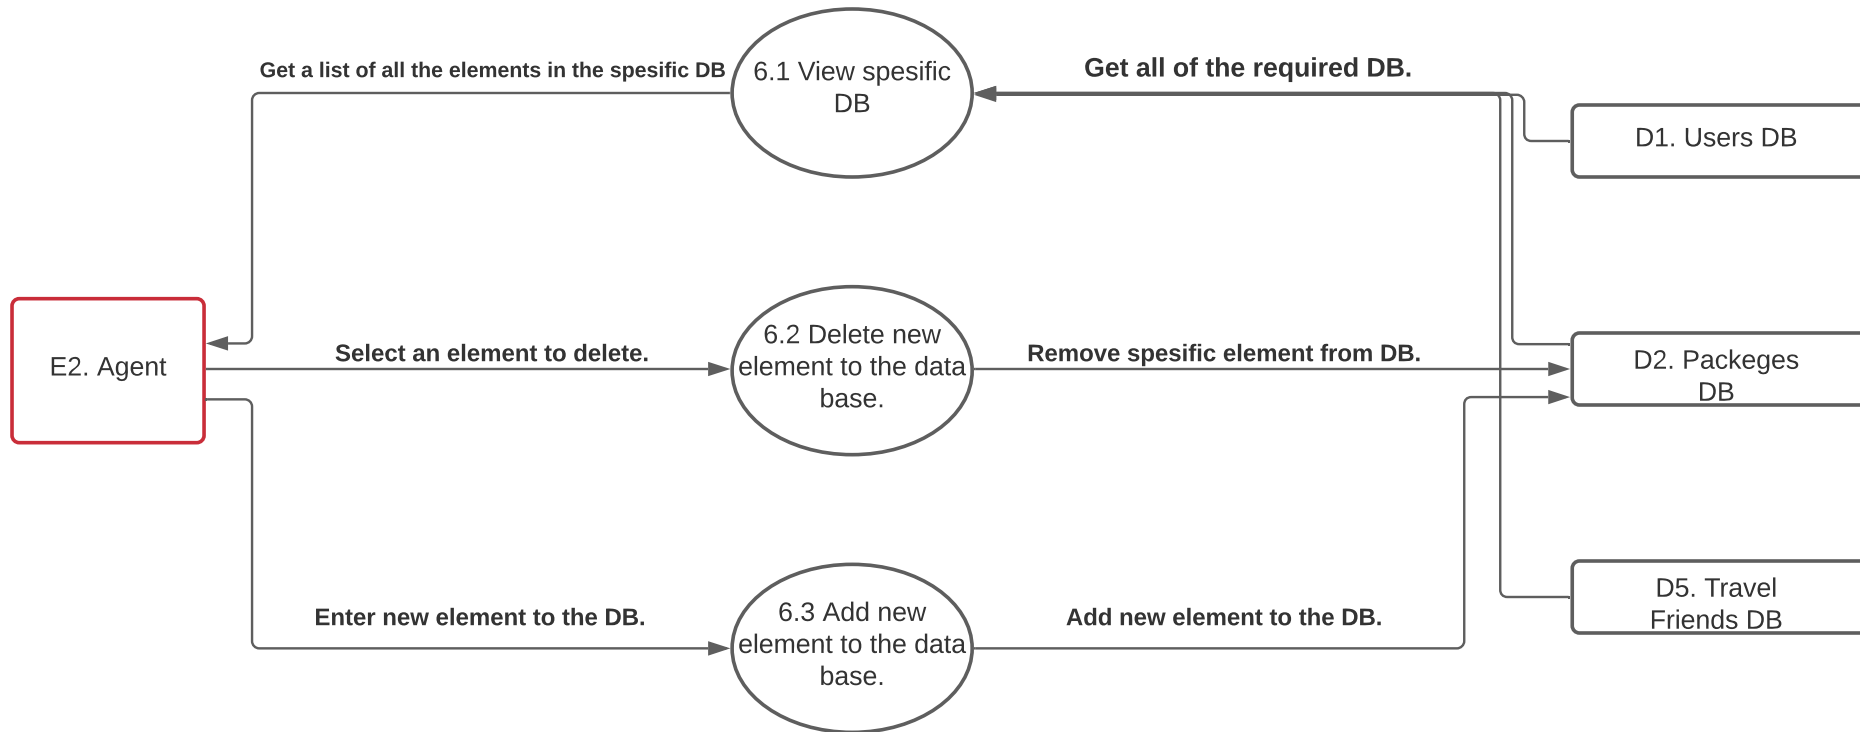 Get a list of all the elements in the spesific DB
6.1 View spesific
DB
Get all of the required DB.
D1. Users DB
E2. Agent
Select an element to delete.
6.2 Delete new
element to the data
base.
Remove spesific element from DB.
D2. Packeges
DB
Enter new element to the DB.
6.3 Add new
element to the data
base.
Add new element to the DB.
D5. Travel
Friends DB